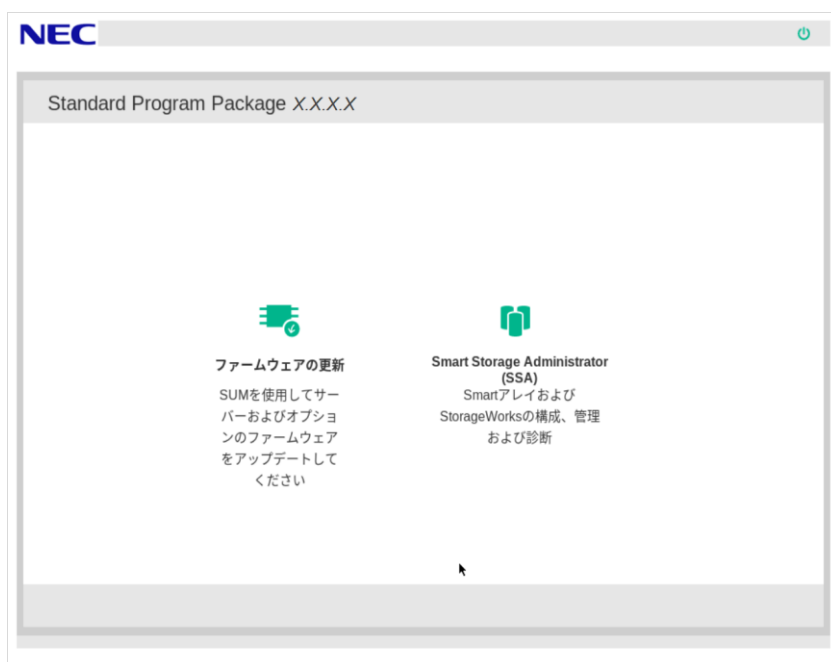 NEC
Standard Program Package X.X.X.X
ファームウェアの更新
SUMを使用してサー
バーおよびオプショ
ンのファームウェア
をアップデートして
ください
Smart Storage Administrator
(SSA)
Smartアレイおよび
StorageWorksの構成、管理
および診断